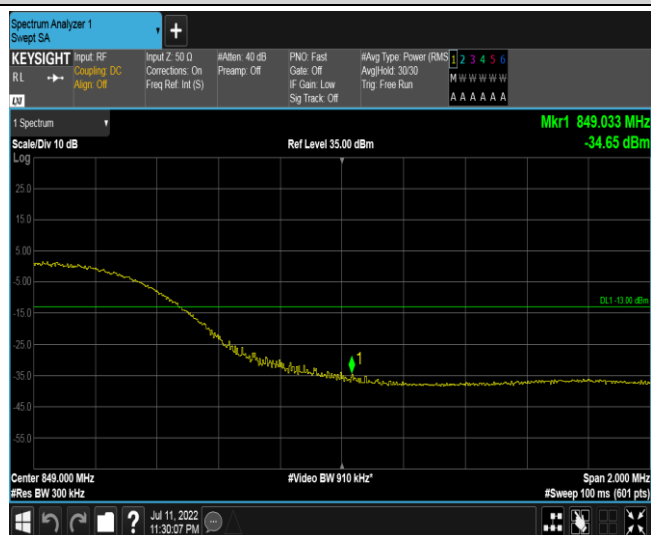 Spectrum Analyzer 1
Swept SA
+
KEYSIGHT Input: RF Input Z: 50 Ω #Atten: 40 dB PNO: Fast #Avg Type: Power (RMS 1 2 3 4 5 6
RL Coupling: DC Corrections: On Preamp: Off Gate: Off Avg|Hold: 30/30 M W W W W W
Align: Off Freq Ref: Int (S) IF Gain: Low Trig: Free Run
LXI Sig Track: Off A A A A A A
1 Spectrum Mkr1 849.033 MHz
Scale/Div 10 dB Ref Level 35.00 dBm -34.65 dBm
Log
25.0
15.0
5.00
-5.00
DL1 -13.00 dBm
-15.0
-25.0
1
-35.0
-45.0
-55.0
Center 849.000 MHz #Video BW 910 kHz* Span 2.000 MHz
#Res BW 300 kHz #Sweep 100 ms (601 pts)
? Jul 11, 2022
11:30:07 PM